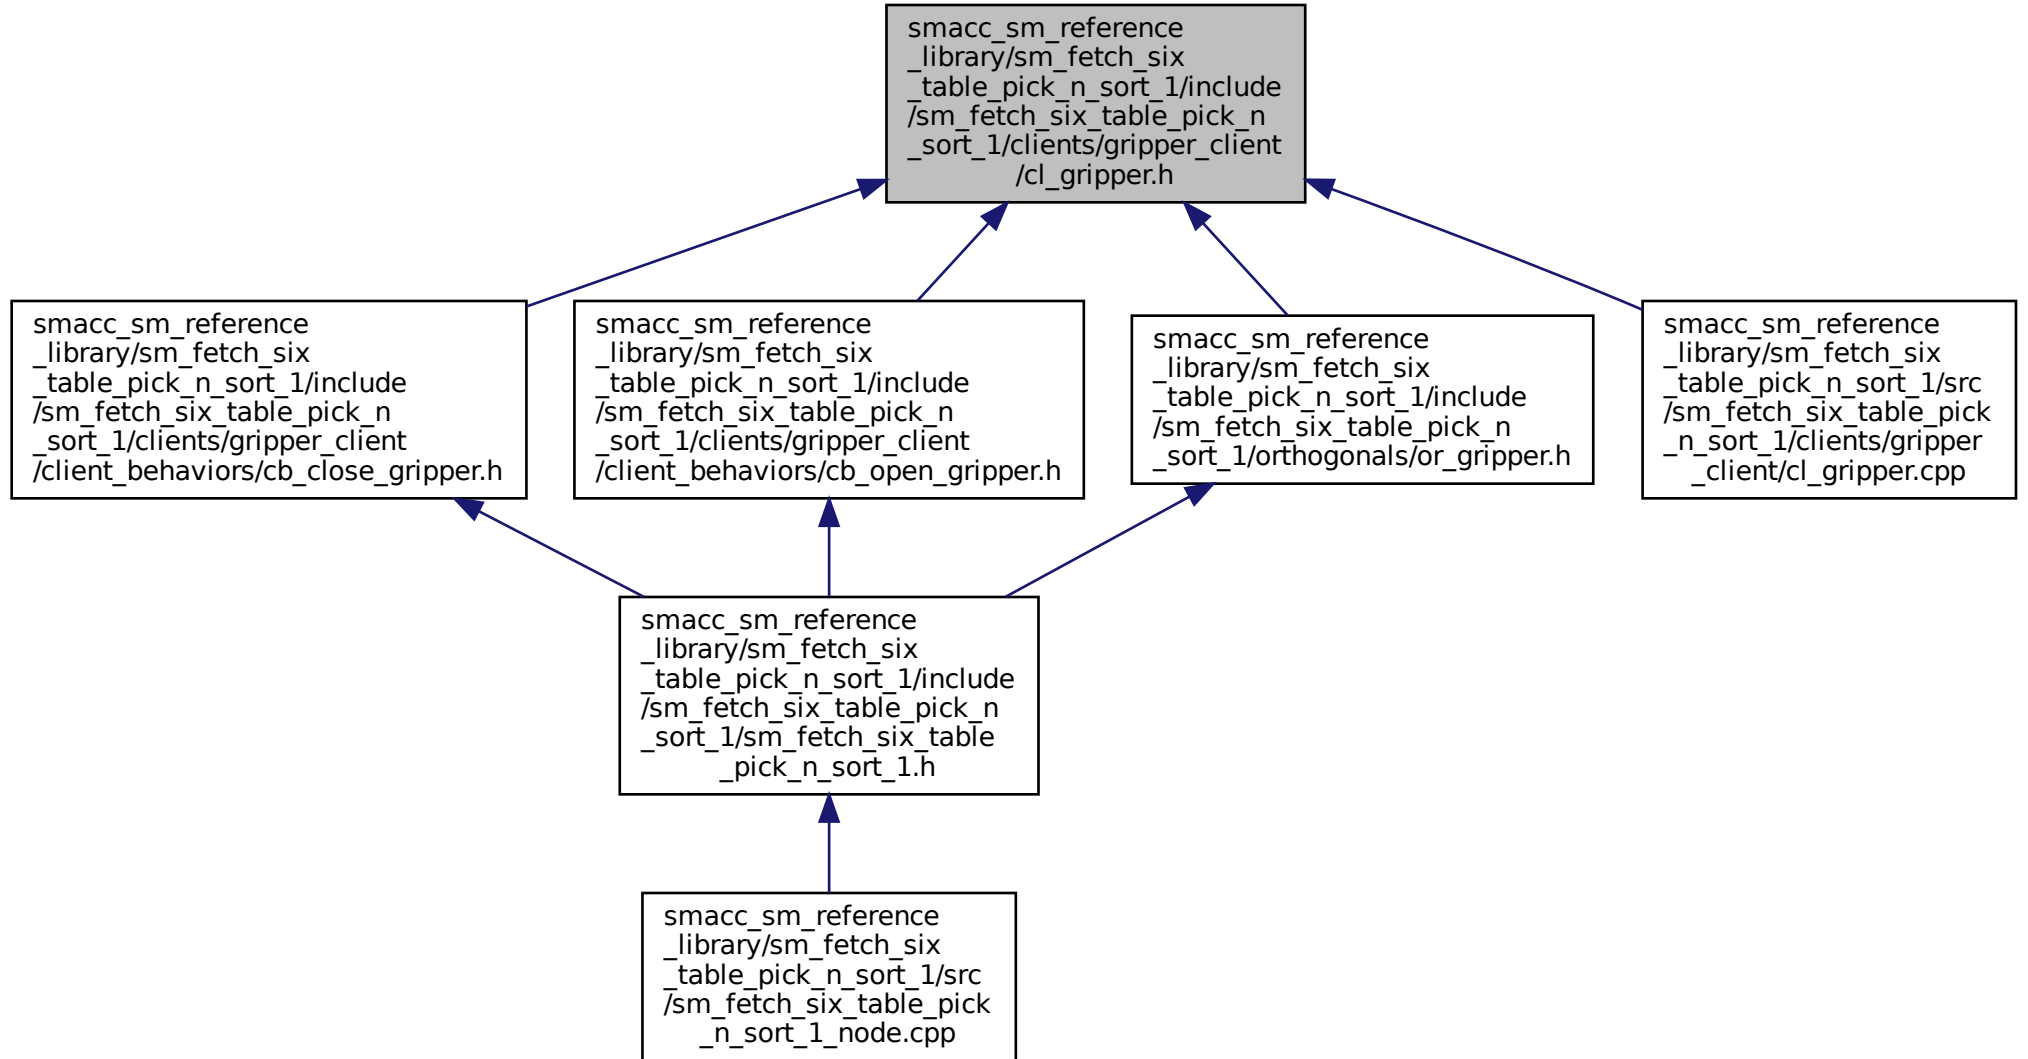 smacc_sm_reference
_library/sm_fetch_six
_table_pick_n_sort_1/include
/sm_fetch_six_table_pick_n
_sort_1/clients/gripper_client
/cl_gripper.h
smacc_sm_reference
_library/sm_fetch_six
_table_pick_n_sort_1/include
/sm_fetch_six_table_pick_n
_sort_1/clients/gripper_client
/client_behaviors/cb_close_gripper.h
smacc_sm_reference
_library/sm_fetch_six
_table_pick_n_sort_1/include
/sm_fetch_six_table_pick_n
_sort_1/clients/gripper_client
/client_behaviors/cb_open_gripper.h
smacc_sm_reference
_library/sm_fetch_six
_table_pick_n_sort_1/include
/sm_fetch_six_table_pick_n
_sort_1/orthogonals/or_gripper.h
smacc_sm_reference
_library/sm_fetch_six
_table_pick_n_sort_1/src
/sm_fetch_six_table_pick
_n_sort_1/clients/gripper
_client/cl_gripper.cpp
smacc_sm_reference
_library/sm_fetch_six
_table_pick_n_sort_1/include
/sm_fetch_six_table_pick_n
_sort_1/sm_fetch_six_table
_pick_n_sort_1.h
smacc_sm_reference
_library/sm_fetch_six
_table_pick_n_sort_1/src
/sm_fetch_six_table_pick
_n_sort_1_node.cpp